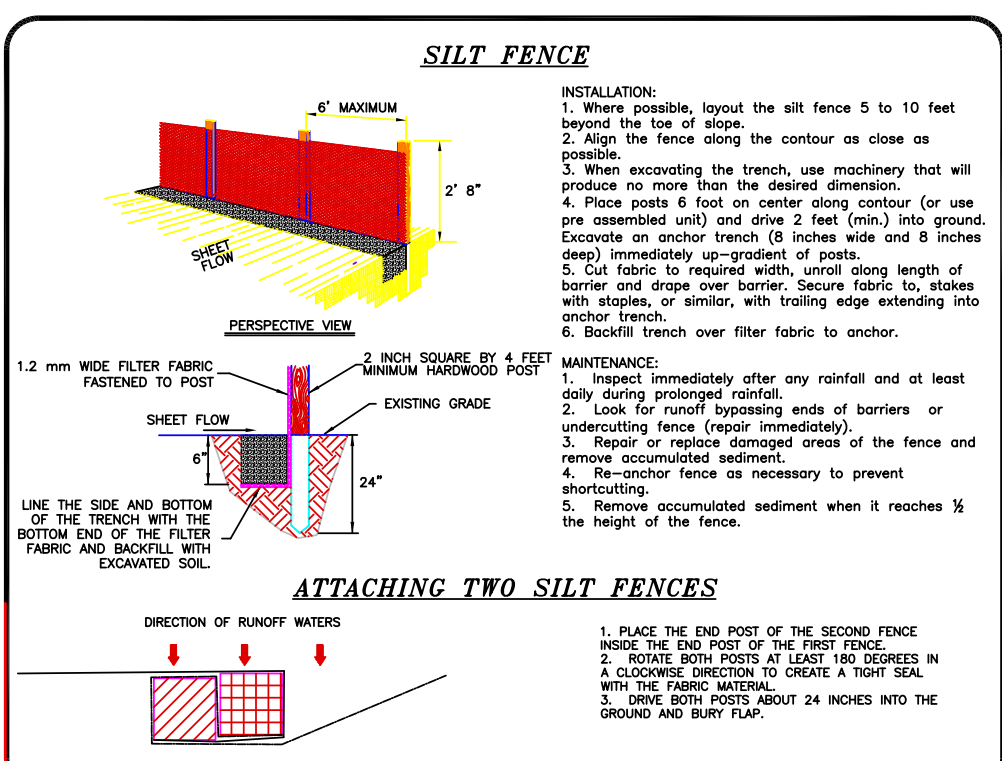 SILT FENCE
6' MAXIMUM
2' 8"
SHEET
FLOW
PERSPECTIVE VIEW
1.2 mm WIDE FILTER FABRIC
FASTENED TO POST
2 INCH SQUARE BY 4 FEET
MINIMUM HARDWOOD POST
SHEET FLOW
EXISTING GRADE
6"
24"
LINE THE SIDE AND BOTTOM
OF THE TRENCH WITH THE
BOTTOM END OF THE FILTER
FABRIC AND BACKFILL WITH
EXCAVATED SOIL.
INSTALLATION:
1. Where possible, layout the silt fence 5 to 10 feet
beyond the toe of slope.
2. Align the fence along the contour as close as
possible.
3. When excavating the trench, use machinery that will
produce no more than the desired dimension.
4. Place posts 6 foot on center along contour (or use
pre assembled unit) and drive 2 feet (min.) into ground.
Excavate an anchor trench (8 inches wide and 8 inches
deep) immediately up-gradient of posts.
5. Cut fabric to required width, unroll along length of
barrier and drape over barrier. Secure fabric to, stakes
with staples, or similar, with trailing edge extending into
anchor trench.
6. Backfill trench over filter fabric to anchor.
MAINTENANCE:
1. Inspect immediately after any rainfall and at least
daily during prolonged rainfall.
2. Look for runoff bypassing ends of barriers or
undercutting fence (repair immediately).
3. Repair or replace damaged areas of the fence and
remove accumulated sediment.
4. Re-anchor fence as necessary to prevent
shortcutting.
5. Remove accumulated sediment when it reaches ½
the height of the fence.
ATTACHING TWO SILT FENCES
DIRECTION OF RUNOFF WATERS
1. PLACE THE END POST OF THE SECOND FENCE
INSIDE THE END POST OF THE FIRST FENCE.
2. ROTATE BOTH POSTS AT LEAST 180 DEGREES IN
A CLOCKWISE DIRECTION TO CREATE A TIGHT SEAL
WITH THE FABRIC MATERIAL.
3. DRIVE BOTH POSTS ABOUT 24 INCHES INTO THE
GROUND AND BURY FLAP.